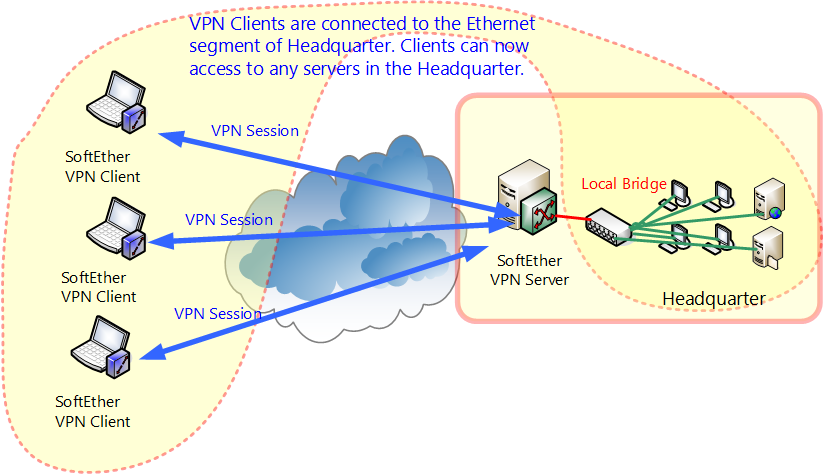 VPN Clients are connected to the Ethernet
segment of Headquarter. Clients can now
access to any servers in the Headquarter.
VPN Session
SoftEther
VPN Client
Local Bridge
VPN Session
SoftEther
VPN Server
SoftEther
VPN Client
Headquarter
VPN Session
SoftEther
VPN Client